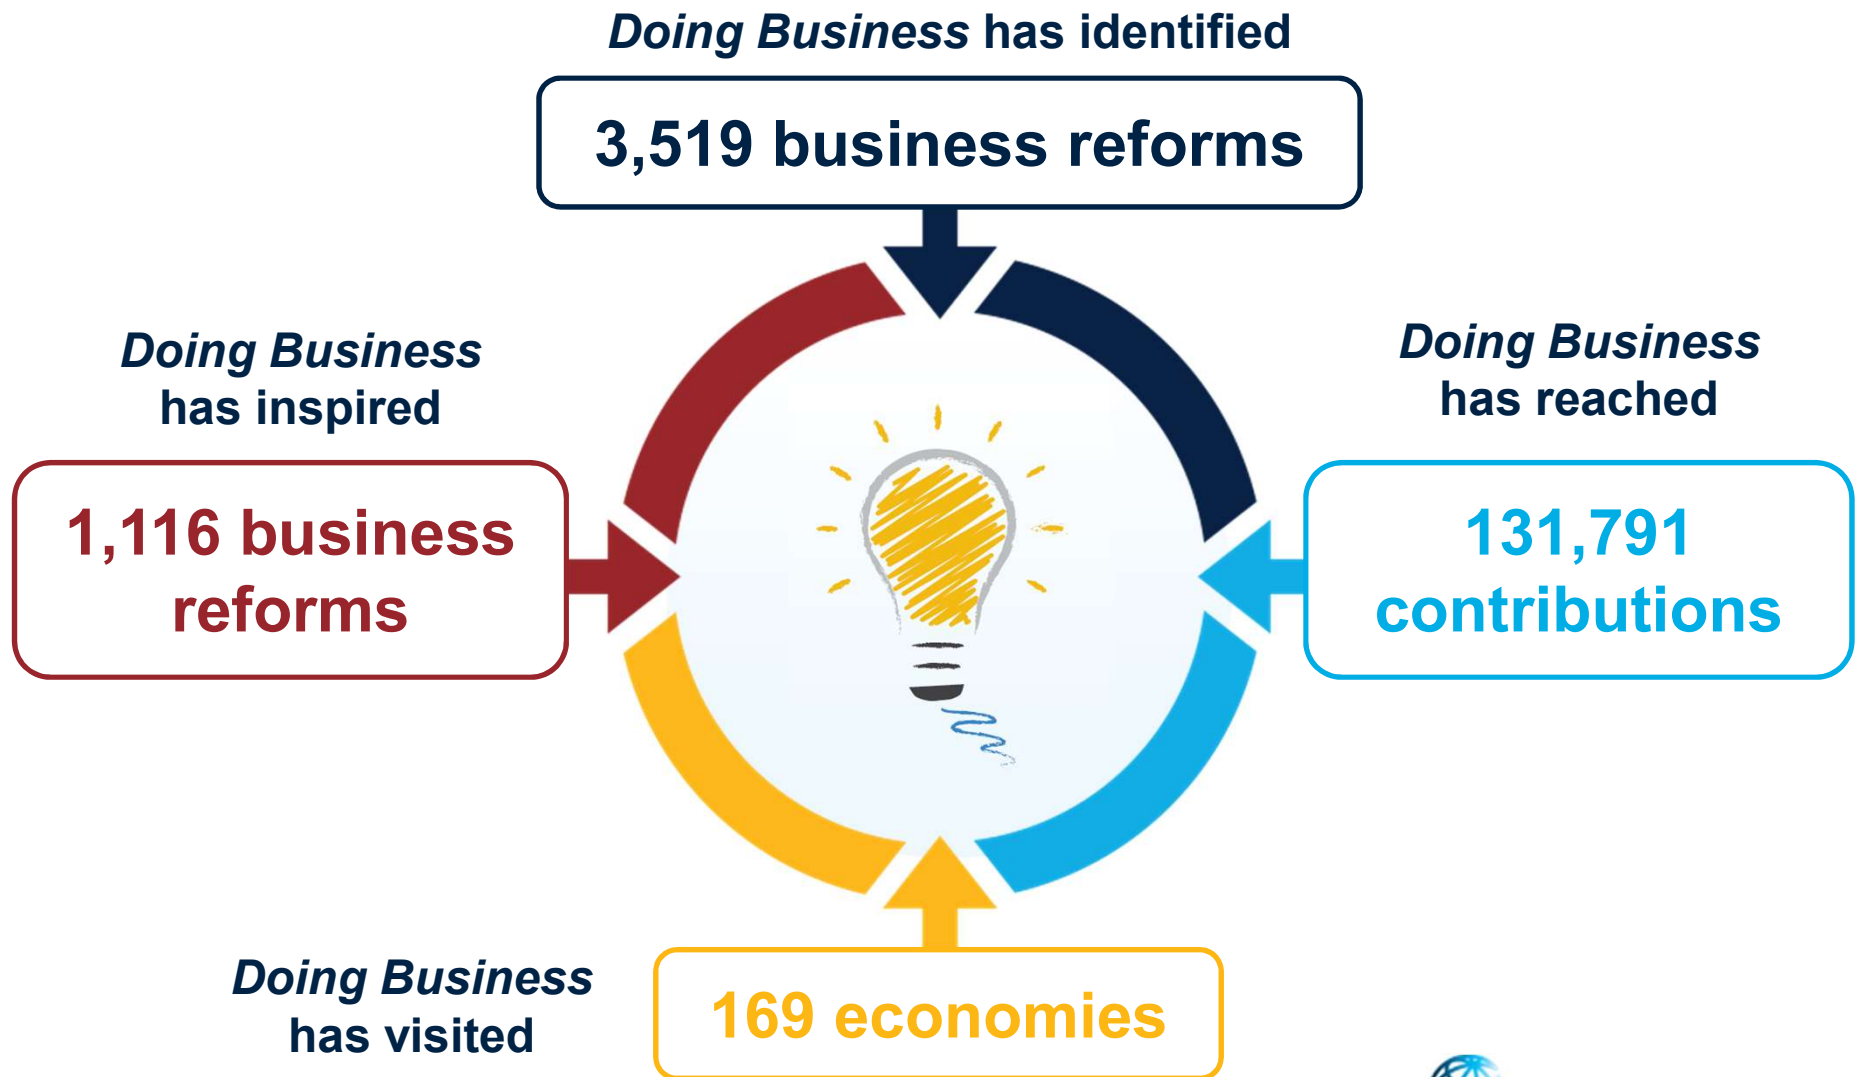 Doing Business has identified
3,519 business reforms
Doing Business
has inspired
1,116 business
reforms
Doing Business
has reached
131,791
contributions
Doing Business
has visited
169 economies